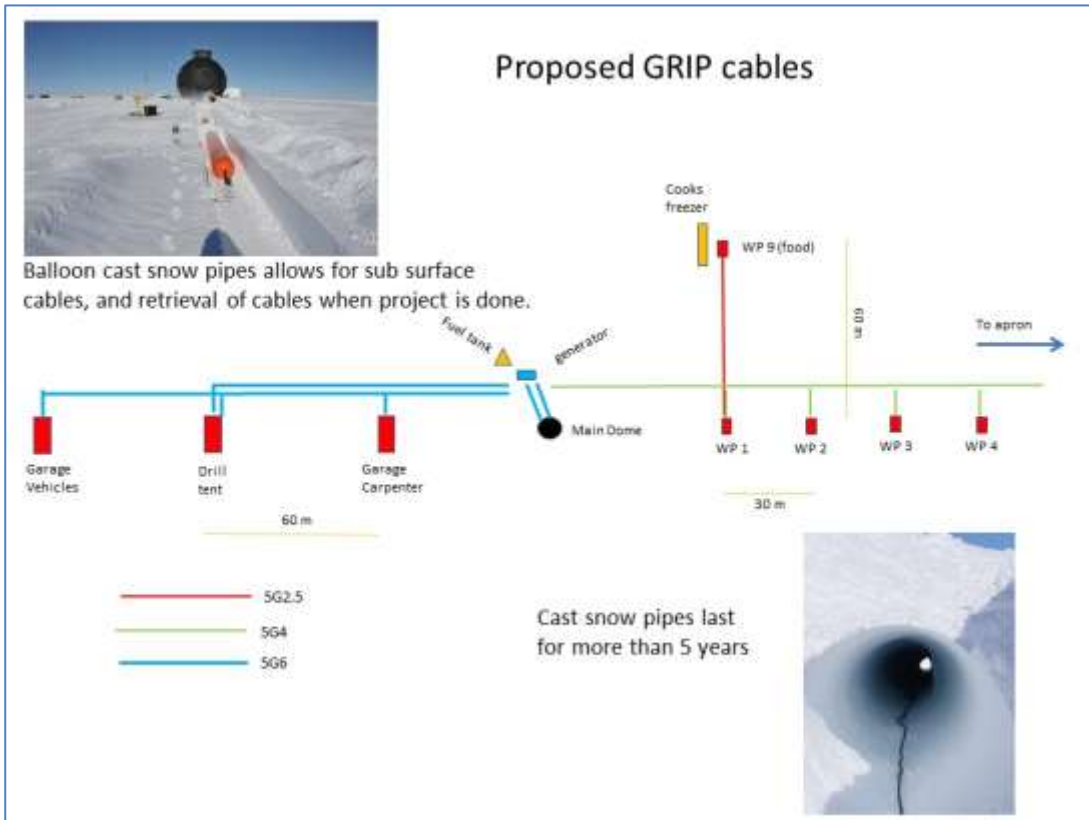 Proposed GRIP cables
Balloon cast snow pipes allows for sub surface
cables, and retrieval of cables when project is done.
Cooks
freezer
WP 9 (food)
60 m
To apron
Fuel tank
generator
Main Dome
WP 1
WP 2
WP 3
WP 4
Garage
Vehicles
Drill
tent
Garage
Carpenter
60 m
30 m
5G2.5
5G4
5G6
Cast snow pipes last
for more than 5 years